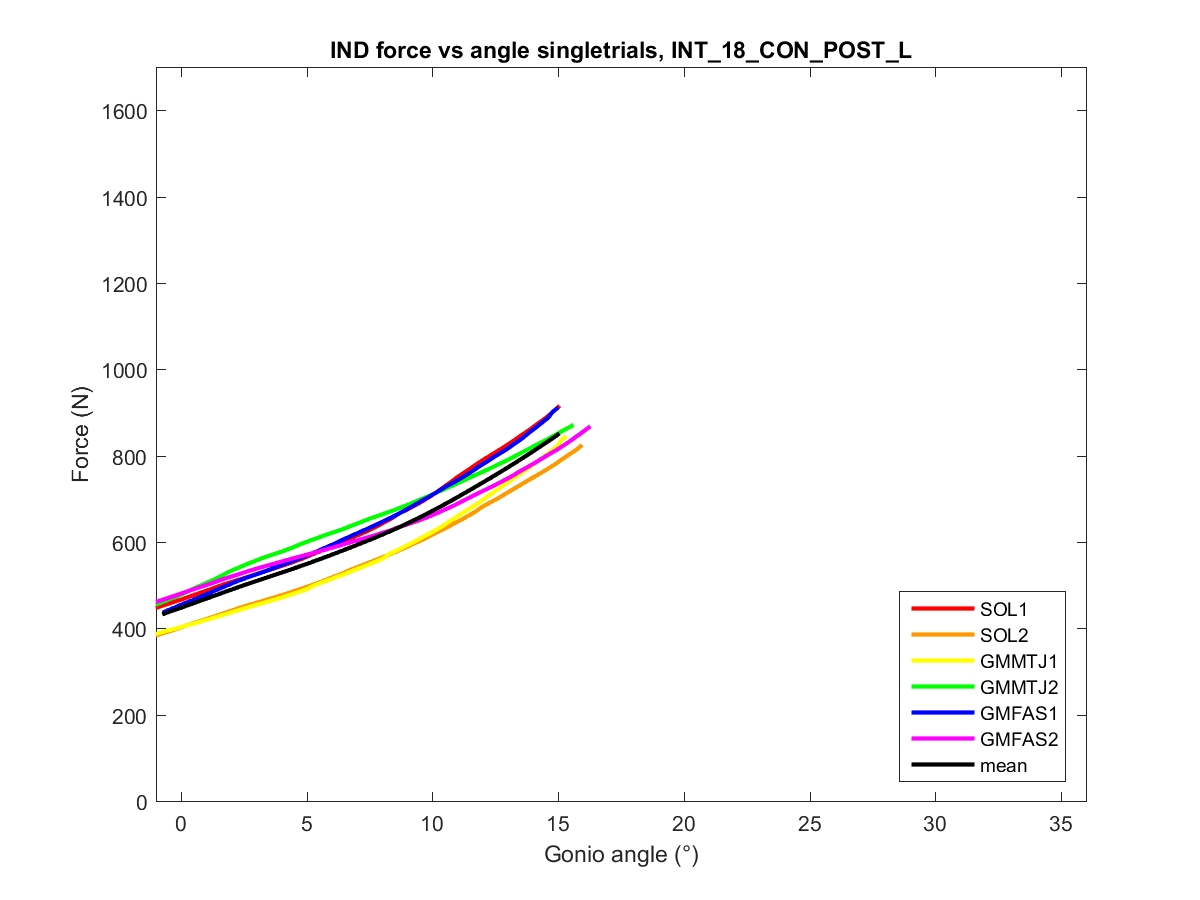 IND force vs angle singletrials, INT_18_CON_POST_L
1600
1400
1200
1000
800
600
400
200
0
Force (N)
0 5 10 15 20 25 30 35
Gonio angle (°)
SOL1
SOL2
GMMTJ1
GMMTJ2
GMFAS1
GMFAS2
mean